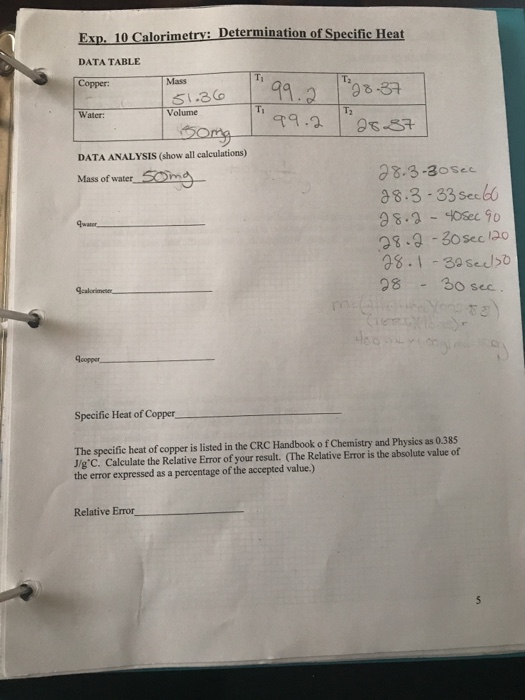 Exp. 10 Calorimetry: Determination of Specific Heat
DATA TABLE
Copper: Mass 51.36 T1 99.2 T2 28.37
Water: Volume 50mg T1 99.2 T2 28.37
DATA ANALYSIS (show all calculations)
Mass of water 50mg
28.3-30sec
28.3-33sec 60
qwater
28.2-40sec 90
28.2-30sec 120
28.1-32sec 150
qcalorimeter
28 - 30 sec.
qcopper
Specific Heat of Copper
The specific heat of copper is listed in the CRC Handbook o f Chemistry and Physics as 0.385
J/g°C. Calculate the Relative Error of your result. (The Relative Error is the absolute value of
the error expressed as a percentage of the accepted value.)
Relative Error
5